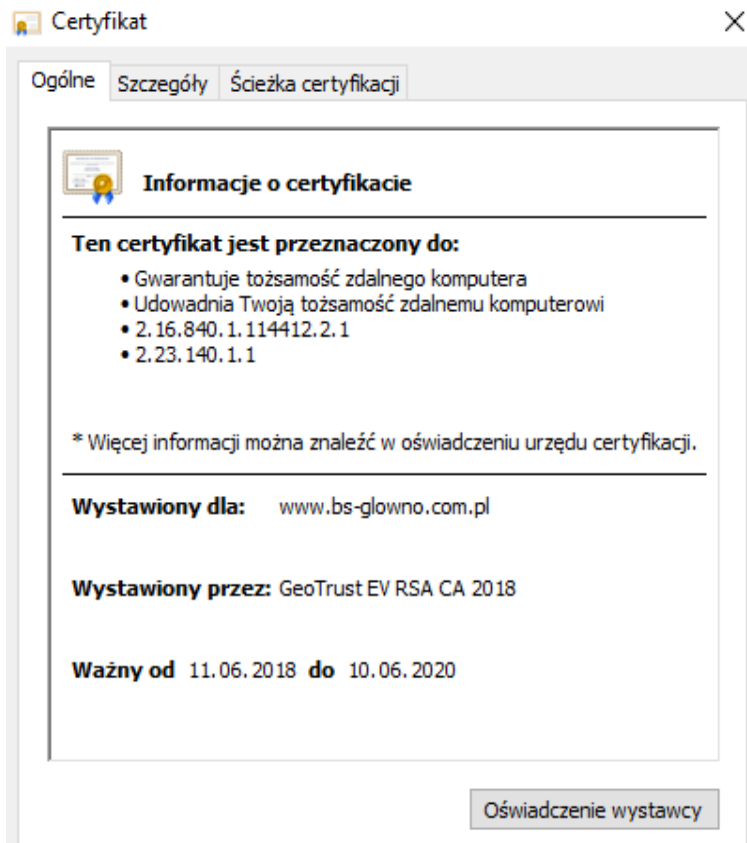 Certyfikat
Ogólne Szczegóły Ścieżka certyfikacji
Informacje o certyfikacie
Ten certyfikat jest przeznaczony do:
• Gwarantuje tożsamość zdalnego komputera
• Udowadnia Twoją tożsamość zdalnemu komputerowi
• 2.16.840.1.114412.2.1
• 2.23.140.1.1
* Więcej informacji można znaleźć w oświadczeniu urzędu certyfikacji.
Wystawiony dla: www.bs-glowno.com.pl
Wystawiony przez: GeoTrust EV RSA CA 2018
Ważny od 11.06.2018 do 10.06.2020
Oświadczenie wystawcy